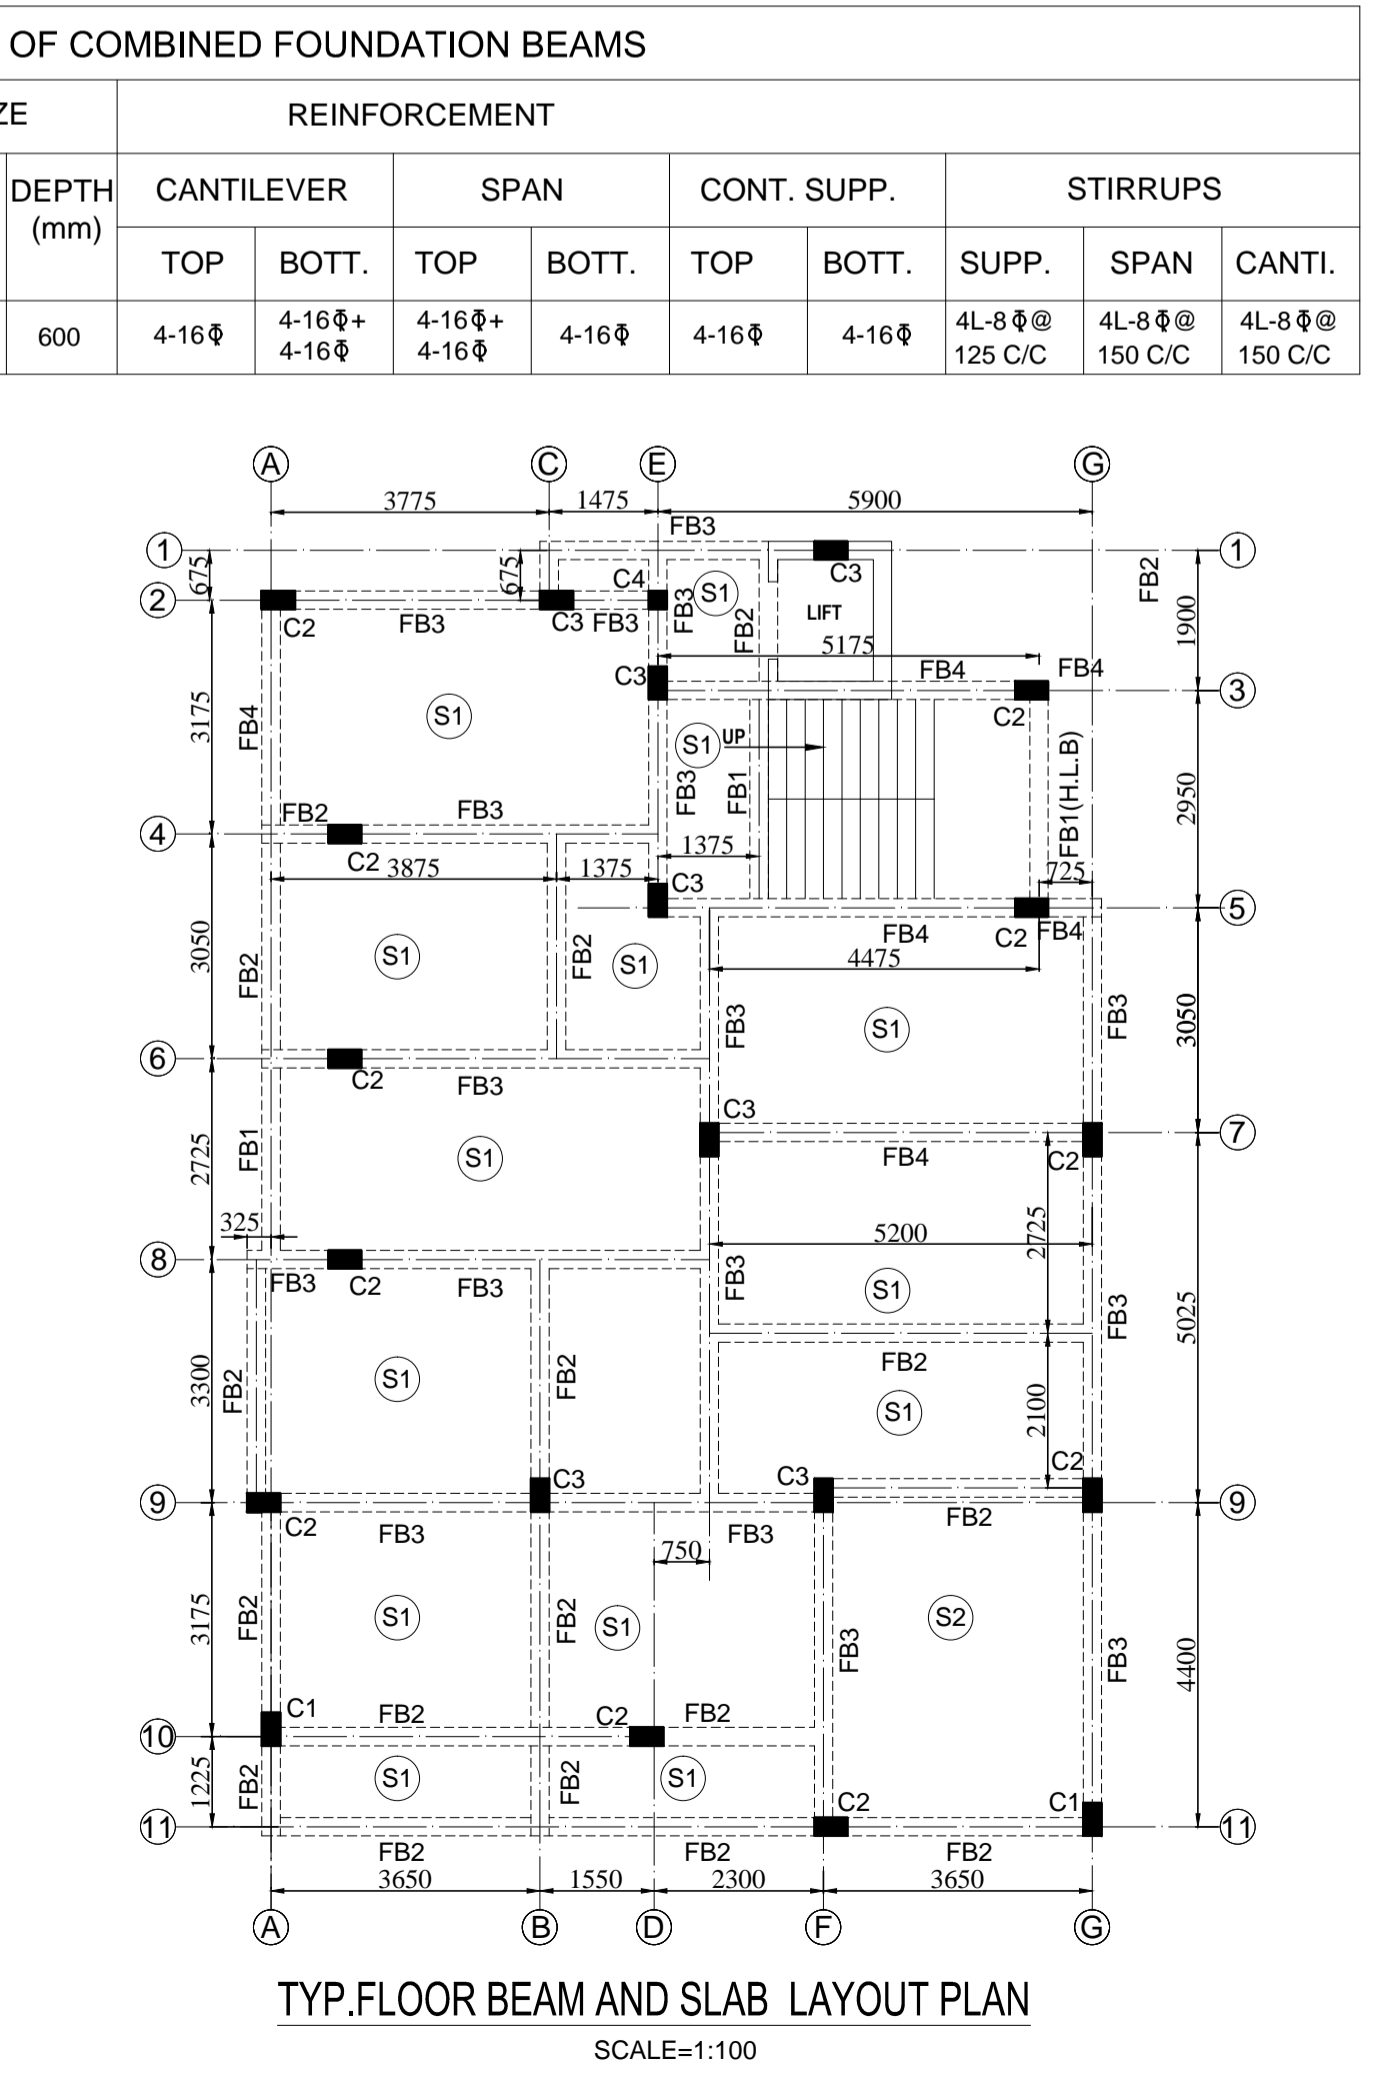 OF COMBINED FOUNDATION BEAMS
ZE REINFORCEMENT
DEPTH (mm) CANTILEVER SPAN CONT. SUPP. STIRRUPS
TOP BOTT. TOP BOTT. TOP BOTT. SUPP. SPAN CANTI.
600 4-16Φ 4-16Φ+ 4-16Φ 4-16Φ+ 4-16Φ 4-16Φ 4-16Φ 4-16Φ 4L-8Φ@ 125 C/C 4L-8Φ@ 150 C/C 4L-8Φ@ 150 C/C
A C E G
3775 1475 5900
FB3
1 675 675 C3 FB2 1
C4 S1
2 C2 FB3 C3 FB3 FB3 FB2 LIFT 1900
5175
C3 FB4 FB4
3175 FB4 S1 C2 3
S1 UP
FB3 FB1 FB1(H.L.B) 2950
FB2 FB3
4 C2 1375
3875 1375 C3 725
5
FB4 C2 FB4
3050 FB2 S1 FB2 S1 4475
FB3 S1 FB3 3050
6 C2 FB3
C3
7
2725 FB1 S1 FB4 C2
325 5200 2725
8 FB3 C2 FB3 FB3 S1 FB3 5025
3300 FB2 S1 FB2 FB2
S1 2100
C3 C3 C2
9 9
C2 FB3 FB3 FB2
750
3175 FB2 S1 FB2 S1 S2
FB3 FB3 4400
C1 FB2 C2 FB2
10
1225 FB2 S1 FB2 S1
C2 C1
11 11
FB2 FB2 FB2
3650 1550 2300 3650
A B D F G
TYP.FLOOR BEAM AND SLAB LAYOUT PLAN
SCALE=1:100